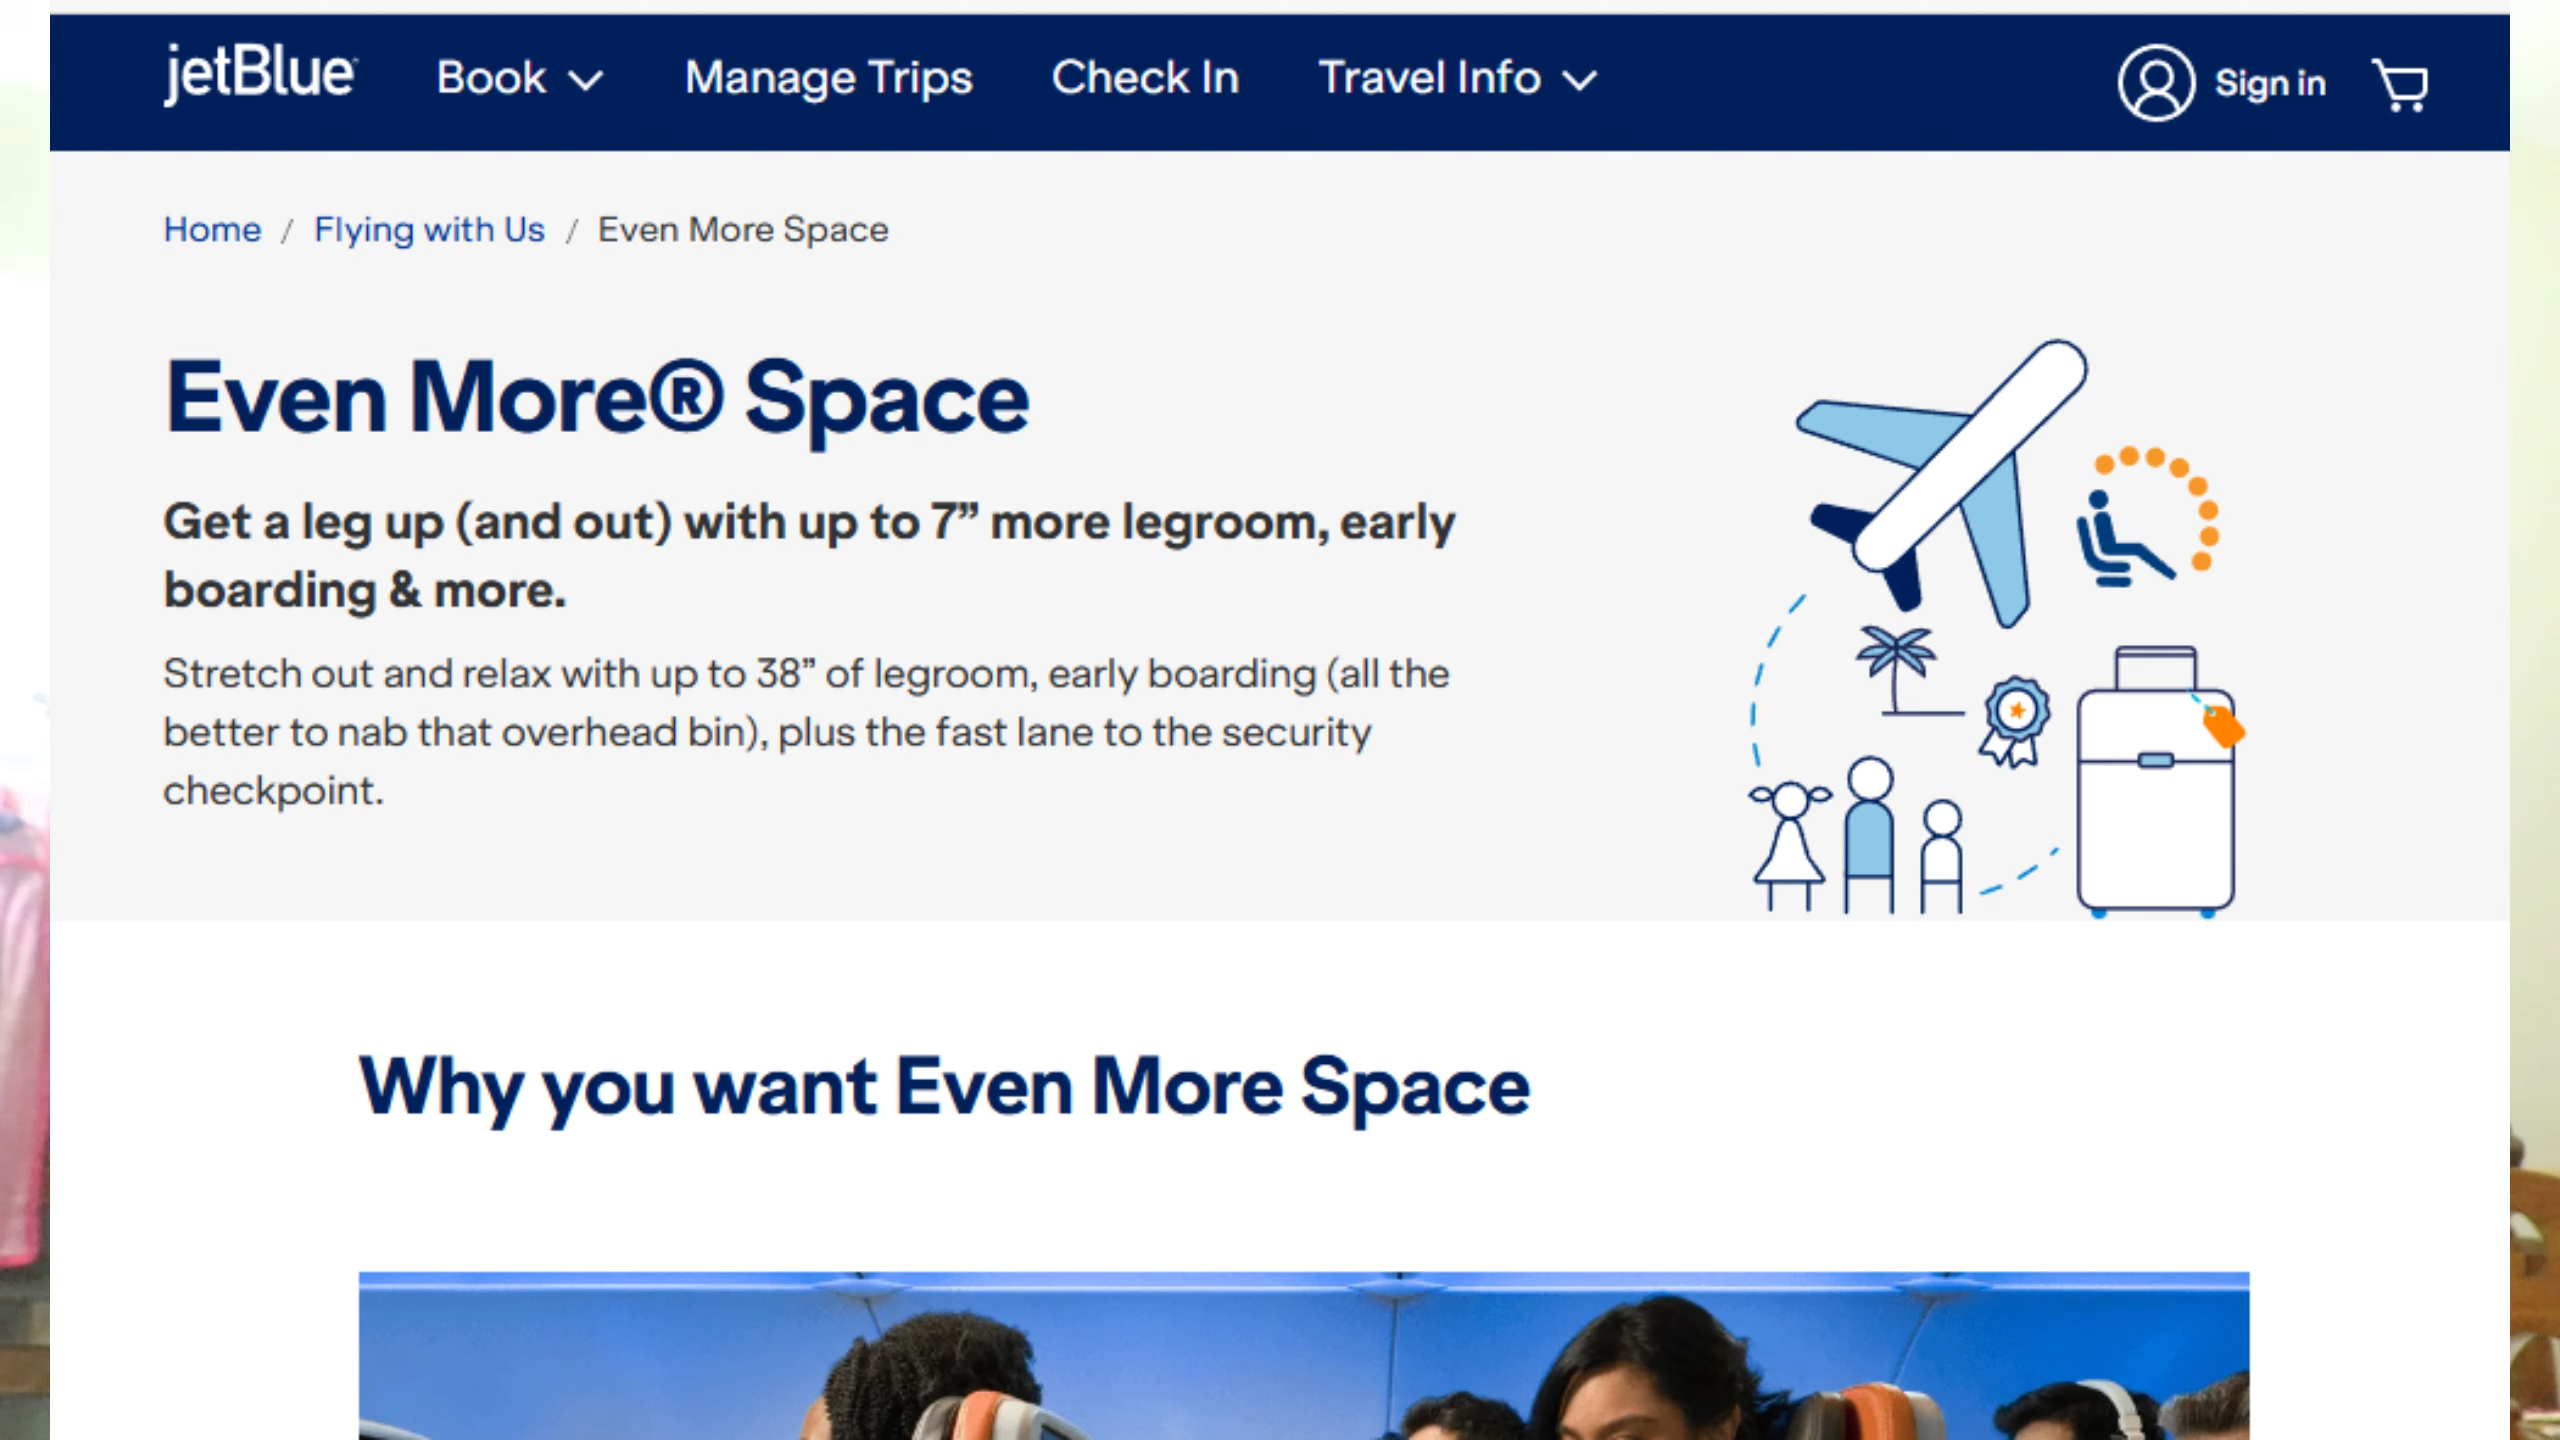 jetBlue
Book
Manage Trips
Check In
Travel Info
Sign in
Home / Flying with Us / Even More Space
Even More® Space
Get a leg up (and out) with up to 7” more legroom, early
boarding & more.
Stretch out and relax with up to 38” of legroom, early boarding (all the
better to nab that overhead bin), plus the fast lane to the security
checkpoint.
Why you want Even More Space